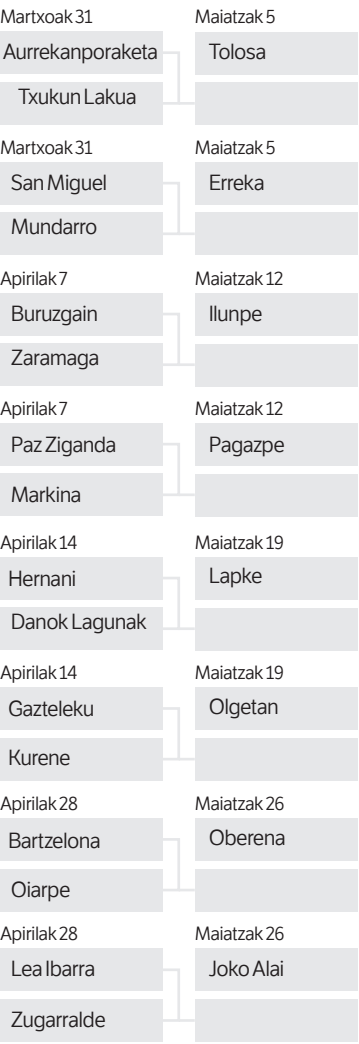 Martxoak 31 Maiatzak 5
Aurrekanporaketa Tolosa
Txukun Lakua
Martxoak 31 Maiatzak 5
San Miguel Erreka
Mundarro
Apirilak 7 Maiatzak 12
Buruzgain Ilunpe
Zaramaga
Apirilak 7 Maiatzak 12
Paz Ziganda Pagazpe
Markina
Apirilak 14 Maiatzak 19
Hernani Lapke
Danok Lagunak
Apirilak 14 Maiatzak 19
Gazteleku Olgetan
Kurene
Apirilak 28 Maiatzak 26
Bartzelona Oberena
Oiarpe
Apirilak 28 Maiatzak 26
Lea Ibarra Joko Alai
Zugarralde